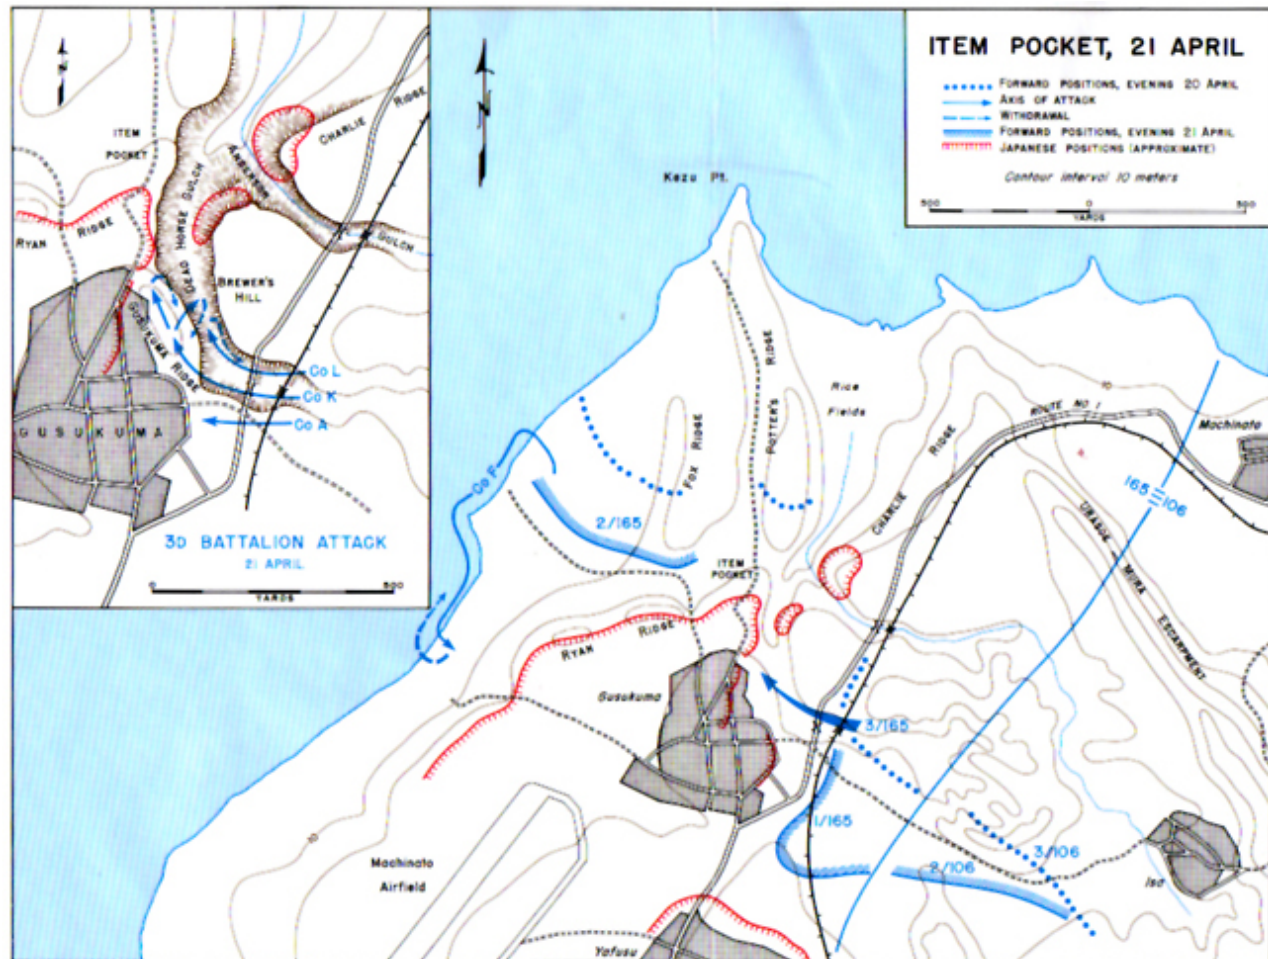 ITEM POCKET, 21 APRIL
FORWARD POSITIONS, EVENING 20 APRIL
AXIS OF ATTACK
WITHDRAWAL
FORWARD POSITIONS, EVENING 21 APRIL
JAPANESE POSITIONS (APPROXIMATE)
Contour interval 10 meters
500 0 500
YARDS
N
ITEM
POCKET
CHARLIE RIDGE
ANDERSON GULCH
DEAD HORSE GULCH
RYAN RIDGE
BREWER'S
HILL
GUSUKUMA RIDGE
Co L
Co K
Co A
GUSUKUMA
3D BATTALION ATTACK
21 APRIL
0 500
YARDS
N
Kezu Pt.
FOX RIDGE
POTTER'S RIDGE
Rice
Fields
CHARLIE RIDGE
ROUTE NO 1
10
Machinato
165
106
URASOE - MURA ESCARPMENT
Co F
2/165
ITEM
POCKET
RYAN RIDGE
Gusukuma
3/165
1/165
3/106
2/106
Isa
10
Machinato
Airfield
Yafusu